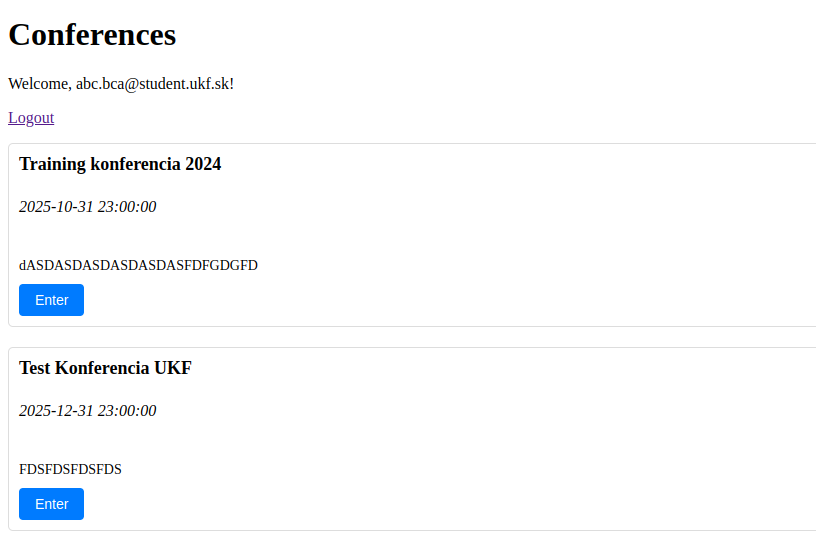 Conferences
Welcome, abc.bca@student.ukf.sk!
Logout
Training konferencia 2024
2025-10-31 23:00:00
dASDASDASDASDASDASFDFGDGFD
Enter
Test Konferencia UKF
2025-12-31 23:00:00
FDSFDSFDSFDS
Enter